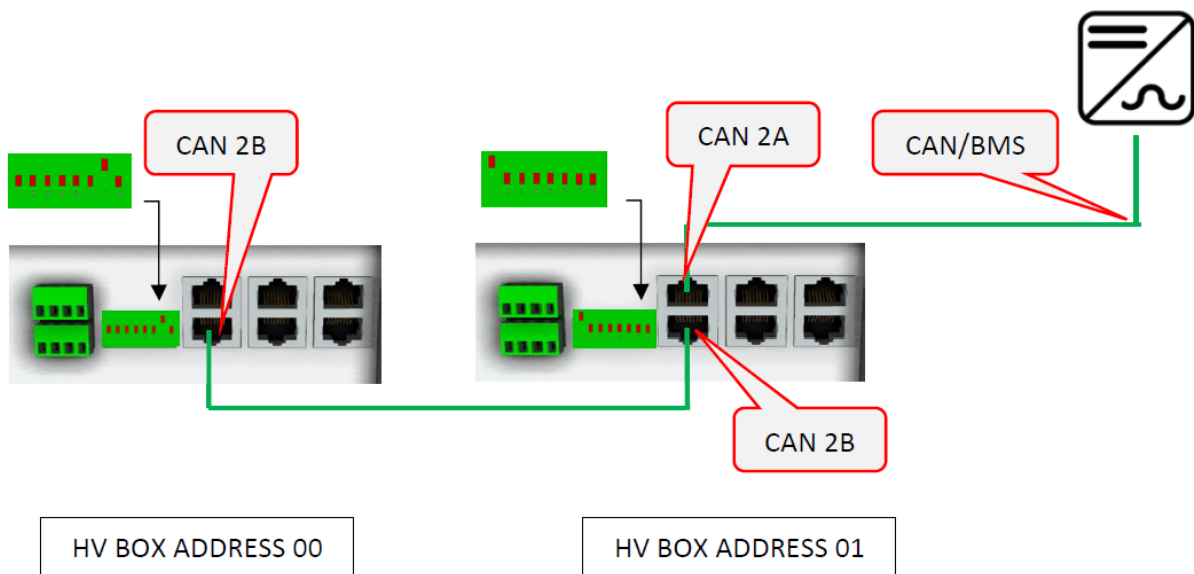 CAN 2B
CAN 2A
CAN/BMS
CAN 2B
HV BOX ADDRESS 00
HV BOX ADDRESS 01